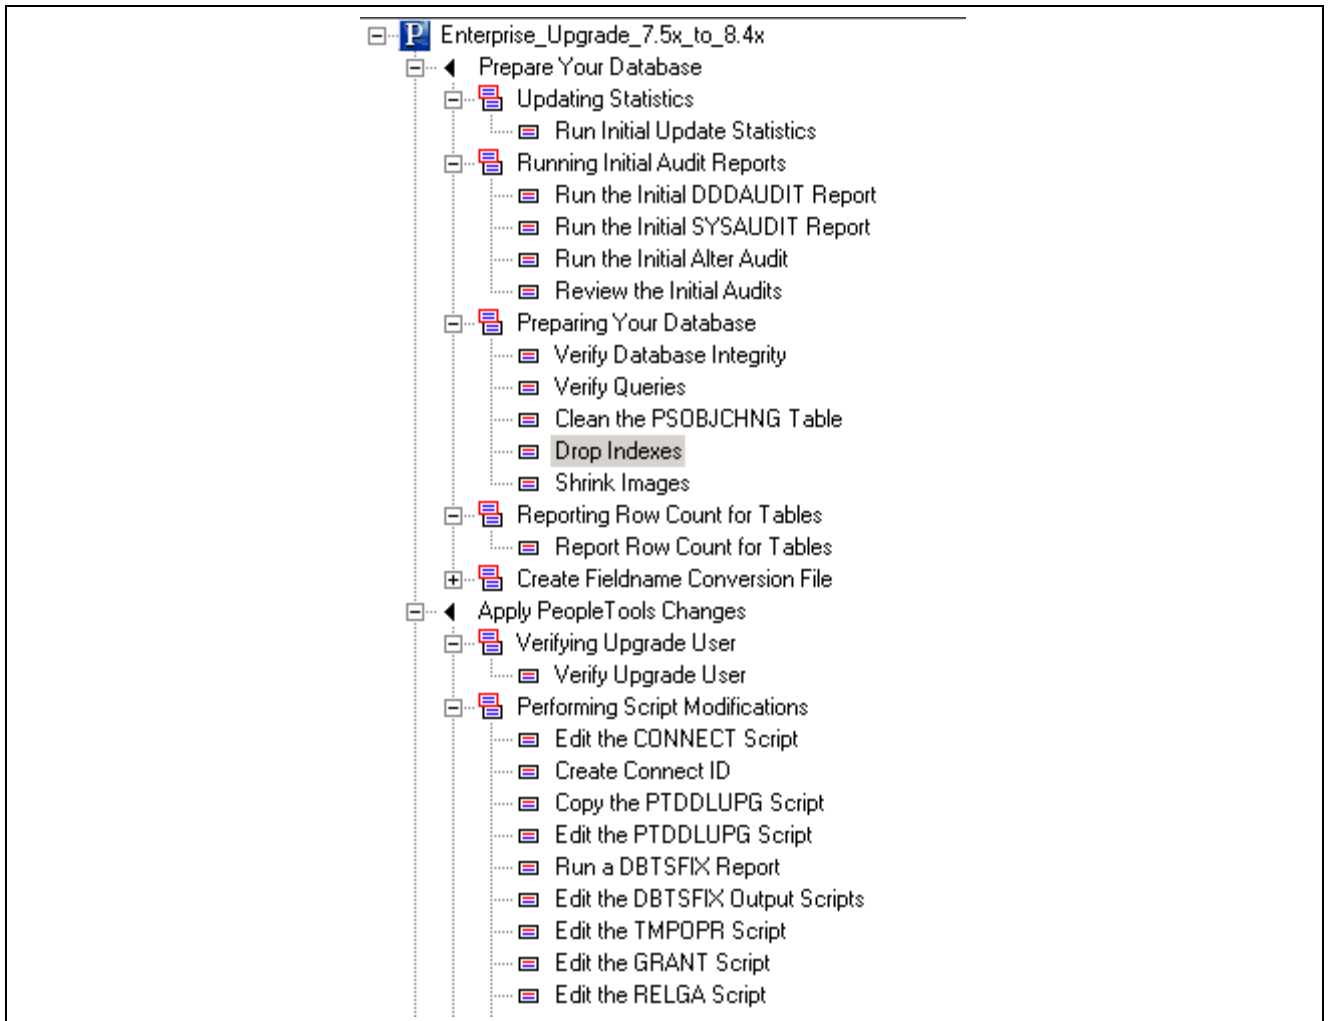 P Enterprise_Upgrade_7.5x_to_8.4x
Prepare Your Database
Updating Statistics
Run Initial Update Statistics
Running Initial Audit Reports
Run the Initial DDDAUDIT Report
Run the Initial SYSAUDIT Report
Run the Initial Alter Audit
Review the Initial Audits
Preparing Your Database
Verify Database Integrity
Verify Queries
Clean the PSOBJCHNG Table
Drop Indexes
Shrink Images
Reporting Row Count for Tables
Report Row Count for Tables
Create Fieldname Conversion File
Apply PeopleTools Changes
Verifying Upgrade User
Verify Upgrade User
Performing Script Modifications
Edit the CONNECT Script
Create Connect ID
Copy the PTDDLUPG Script
Edit the PTDDLUPG Script
Run a DBTSFIX Report
Edit the DBTSFIX Output Scripts
Edit the TMPOPR Script
Edit the GRANT Script
Edit the RELGA Script